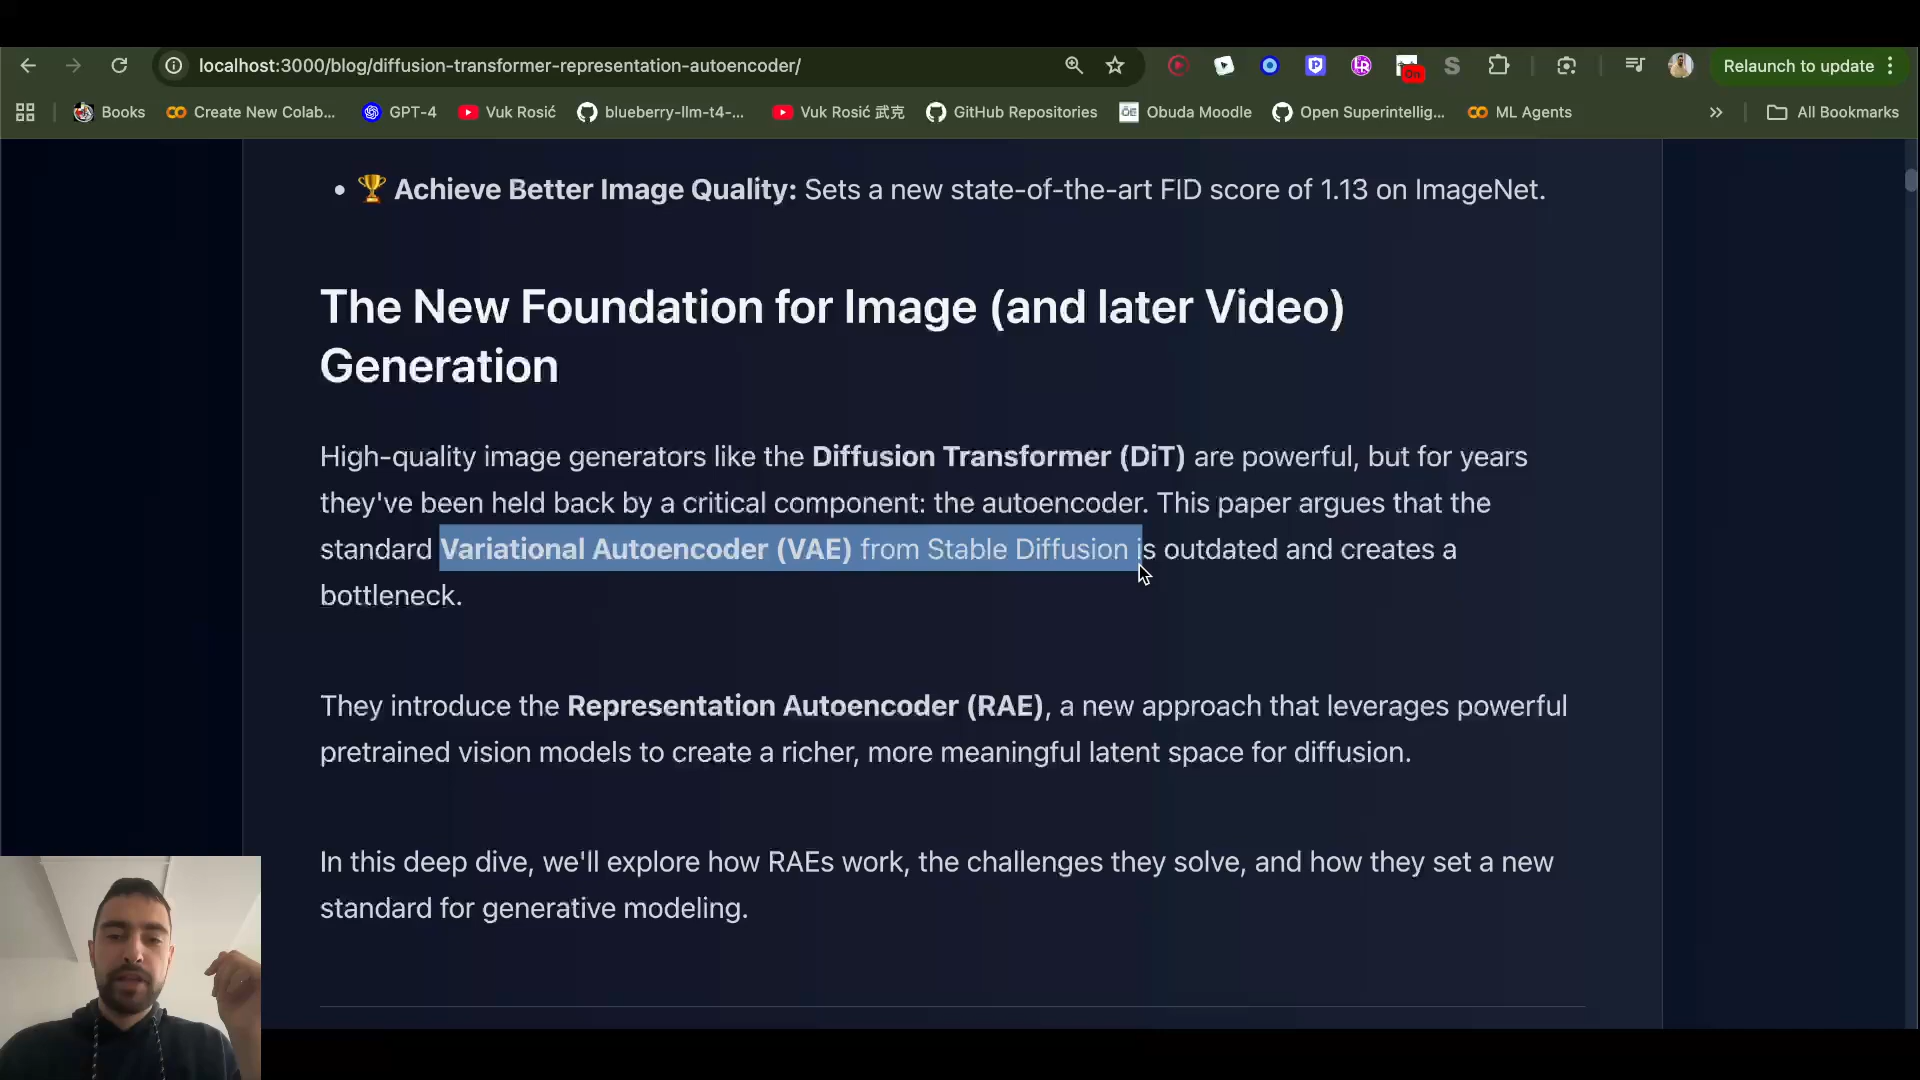 localhost:3000/blog/diffusion-transformer-representation-autoencoder/
On
S
Relaunch to update
Books
Create New Colab...
GPT-4
Vuk Rosić
blueberry-llm-t4-...
Vuk Rosić 武克
GitHub Repositories
Obuda Moodle
Open Superintellig...
ML Agents
All Bookmarks
• 🏆 Achieve Better Image Quality: Sets a new state-of-the-art FID score of 1.13 on ImageNet.
The New Foundation for Image (and later Video)
Generation
High-quality image generators like the Diffusion Transformer (DiT) are powerful, but for years
they've been held back by a critical component: the autoencoder. This paper argues that the
standard Variational Autoencoder (VAE) from Stable Diffusion is outdated and creates a
bottleneck.
They introduce the Representation Autoencoder (RAE), a new approach that leverages powerful
pretrained vision models to create a richer, more meaningful latent space for diffusion.
In this deep dive, we'll explore how RAEs work, the challenges they solve, and how they set a new
standard for generative modeling.